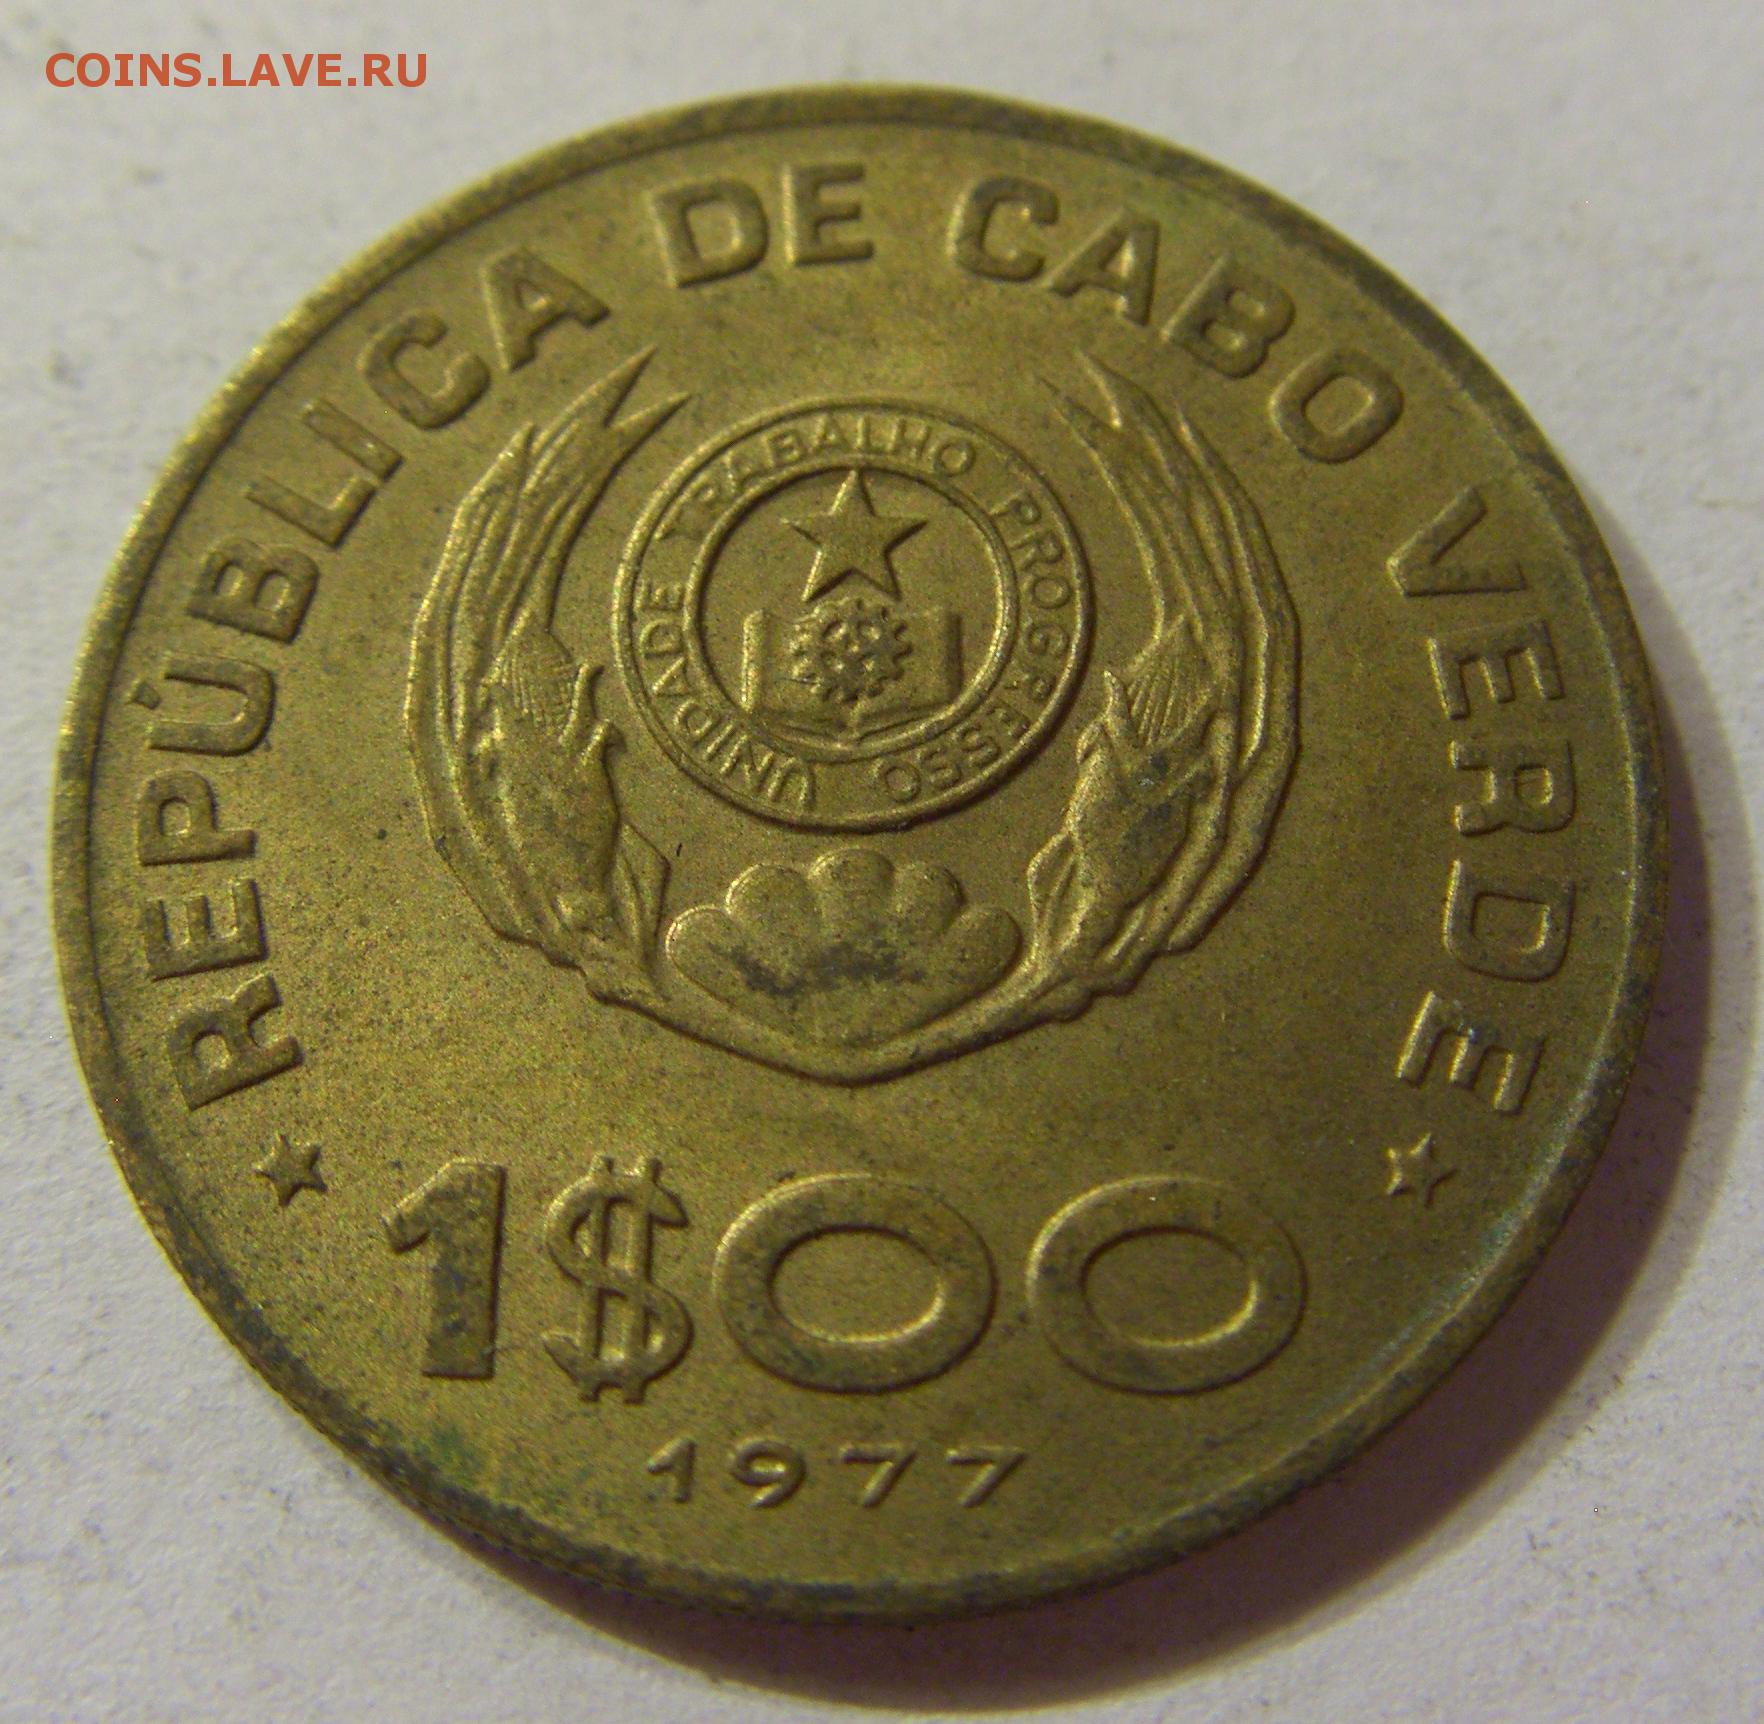 COINS.LAVE.RU
REPÚBLICA DE CABO VERDE
UNIDADE TRABALHO PROGRESSO
1$00
1977